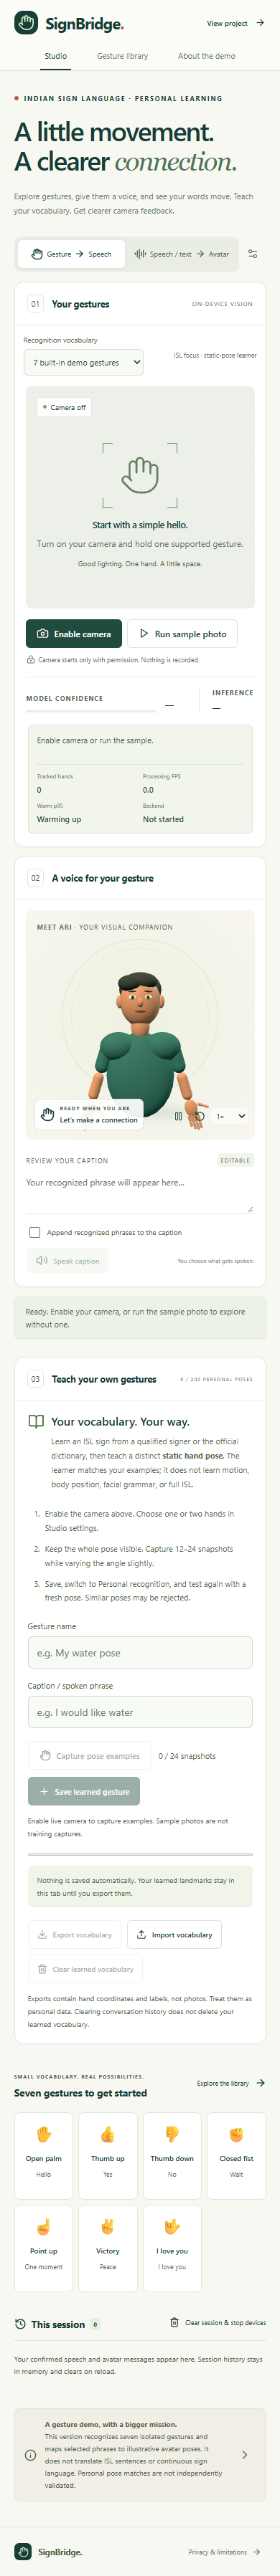 SignBridge.
View project
Studio
Gesture library
About the demo
INDIAN SIGN LANGUAGE · PERSONAL LEARNING
A little movement.
A clearer connection.
Explore gestures, give them a voice, and see your words move. Teach
your vocabulary. Get clearer camera feedback.
Gesture → Speech
Speech / text → Avatar
01
Your gestures
ON-DEVICE VISION
Recognition vocabulary
7 built-in demo gestures
ISL focus · static-pose learner
Camera off
Start with a simple hello.
Turn on your camera and hold one supported gesture.
Good lighting. One hand. A little space.
Enable camera
Run sample photo
Camera starts only with permission. Nothing is recorded.
MODEL CONFIDENCE
—
INFERENCE
—
Enable camera or run the sample.
Tracked hands
0
Processing FPS
0.0
Warm p95
Warming up
Backend
Not started
02
A voice for your gesture
MEET ARI · YOUR VISUAL COMPANION
READY WHEN YOU ARE
Let's make a connection
1×
REVIEW YOUR CAPTION
EDITABLE
Your recognized phrase will appear here...
Append recognized phrases to the caption
Speak caption
You choose what gets spoken.
Ready. Enable your camera, or run the sample photo to explore
without one.
03
Teach your own gestures
0 / 200 PERSONAL POSES
Your vocabulary. Your way.
Learn an ISL sign from a qualified signer or the official
dictionary, then teach a distinct static hand pose. The
learner matches your examples; it does not learn motion,
body position, facial grammar, or full ISL.
1. Enable the camera above. Choose one or two hands in
Studio settings.
2. Keep the whole pose visible. Capture 12–24 snapshots
while varying the angle slightly.
3. Save, switch to Personal recognition, and test again with a
fresh pose. Similar poses may be rejected.
Gesture name
e.g. My water pose
Caption / spoken phrase
e.g. I would like water
Capture pose examples
0 / 24 snapshots
Save learned gesture
Enable live camera to capture examples. Sample photos are not
training captures.
Nothing is saved automatically. Your learned landmarks stay in
this tab until you export them.
Export vocabulary
Import vocabulary
Clear learned vocabulary
Exports contain hand coordinates and labels, not photos. Treat them as
personal data. Clearing conversation history does not delete your
learned vocabulary.
SMALL VOCABULARY. REAL POSSIBILITIES.
Seven gestures to get started
Explore the library
Open palm
Hello
Thumb up
Yes
Thumb down
No
Closed fist
Wait
Point up
One moment
Victory
Peace
I love you
I love you
This session
0
Clear session & stop devices
Your confirmed speech and avatar messages appear here. Session history stays
in memory and clears on reload.
A gesture demo, with a bigger mission.
This version recognizes seven isolated gestures and
maps selected phrases to illustrative avatar poses. It
does not translate ISL sentences or continuous sign
language. Personal pose matches are not independently
validated.
SignBridge.
Privacy & limitations